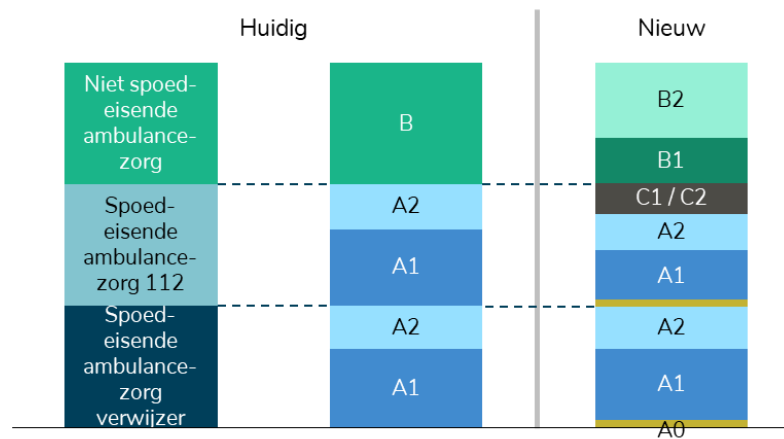 Huidig
Nieuw
Niet spoed-
eisende
ambulance-
zorg
B
B2
B1
Spoed-
eisende
ambulance-
zorg 112
A2
A1
C1 / C2
A2
A1
Spoed-
eisende
ambulance-
zorg
verwijzer
A2
A1
A2
A1
A0